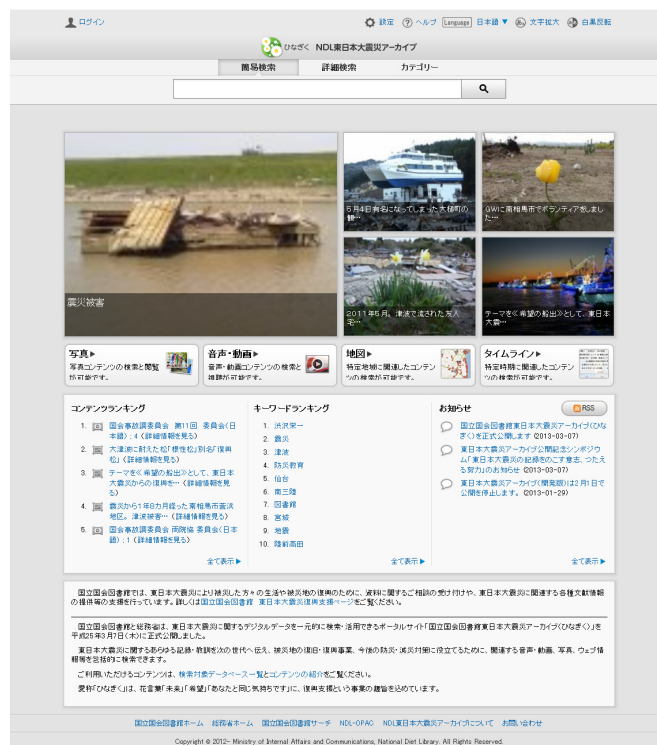 ログイン
設定 ヘルプ Language 日本語▼ 文字拡大 白黒反転
ひなぎく NDL東日本大震災アーカイブ
簡易検索 詳細検索 カテゴリー
震災被害
5月4日有名になってしまった大槌町の
観…
GWに南相馬市でボランティアをしまし
た…
2011年5月。津波で流された友人
宅…
テーマを≪希望の船出≫として、東日本
大震…
写真▶
写真コンテンツの検索と閲覧
が可能です。
音声・動画▶
音声・動画コンテンツの検索と
視聴が可能です。
地図▶
特定地域に関連したコンテン
ツの検索が可能です。
タイムライン▶
特定時期に関連したコンテン
ツの検索が可能です。
コンテンツランキング
1. 国会事故調委員会 第11回 委員会(日
本語):4(詳細情報を見る)
2. 大津波に耐えた松「根性松」別名「復興
松」(詳細情報を見る)
3. テーマを≪希望の船出≫として、東日本
大震災からの復興を…(詳細情報を見
る)
4. 震災から1年8カ月経った南相馬市萱浜
地区。津波被害…(詳細情報を見る)
5. 国会事故調委員会 両院協 委員会(日本
語):1(詳細情報を見る)
全て表示▶
キーワードランキング
1. 渋沢栄一
2. 震災
3. 津波
4. 防災教育
5. 仙台
6. 南三陸
7. 図書館
8. 宮城
9. 地震
10. 陸前高田
全て表示▶
お知らせ
RSS
国立国会図書館東日本大震災アーカイブ(ひな
ぎく)を正式公開します (2013-03-07)
東日本大震災アーカイブ公開記念シンポジウ
ム「東日本大震災の記録をのこす意志、つたえ
る努力」のお知らせ (2013-03-07)
東日本大震災アーカイブ(開発版)は2月1日で
公開を停止します。 (2013-01-29)
全て表示▶
国立国会図書館では、東日本大震災により被災した方々の生活や被災地の復興のために、資料に関するご相談の受け付けや、東日本大震災に関連する各種文献情報
の提供等の支援を行っています。詳しくは国立国会図書館 東日本大震災復興支援ページをご覧ください。
国立国会図書館と総務省は、東日本大震災に関するデジタルデータを一元的に検索・活用できるポータルサイト「国立国会図書館東日本大震災アーカイブ(ひなぎく)」を
平成25年3月7日(木)に正式公開しました。
東日本大震災に関するあらゆる記録・教訓を次の世代へ伝え、被災地の復旧・復興事業、今後の防災・減災対策に役立てるために、関連する音声・動画、写真、ウェブ情
報等を包括的に検索できます。
ご利用いただけるコンテンツは、検索対象データベース一覧とコンテンツの紹介をご覧ください。
愛称「ひなぎく」は、花言葉「未来」「希望」「あなたと同じ気持ちです」に、復興支援という事業の趣旨を込めています。
国立国会図書館ホーム 総務省ホーム 国立国会図書館サーチ NDL-OPAC NDL東日本大震災アーカイブについて お問い合わせ
Copyright © 2012- Ministry of Internal Affairs and Communications, National Diet Library. All Rights Reserved.